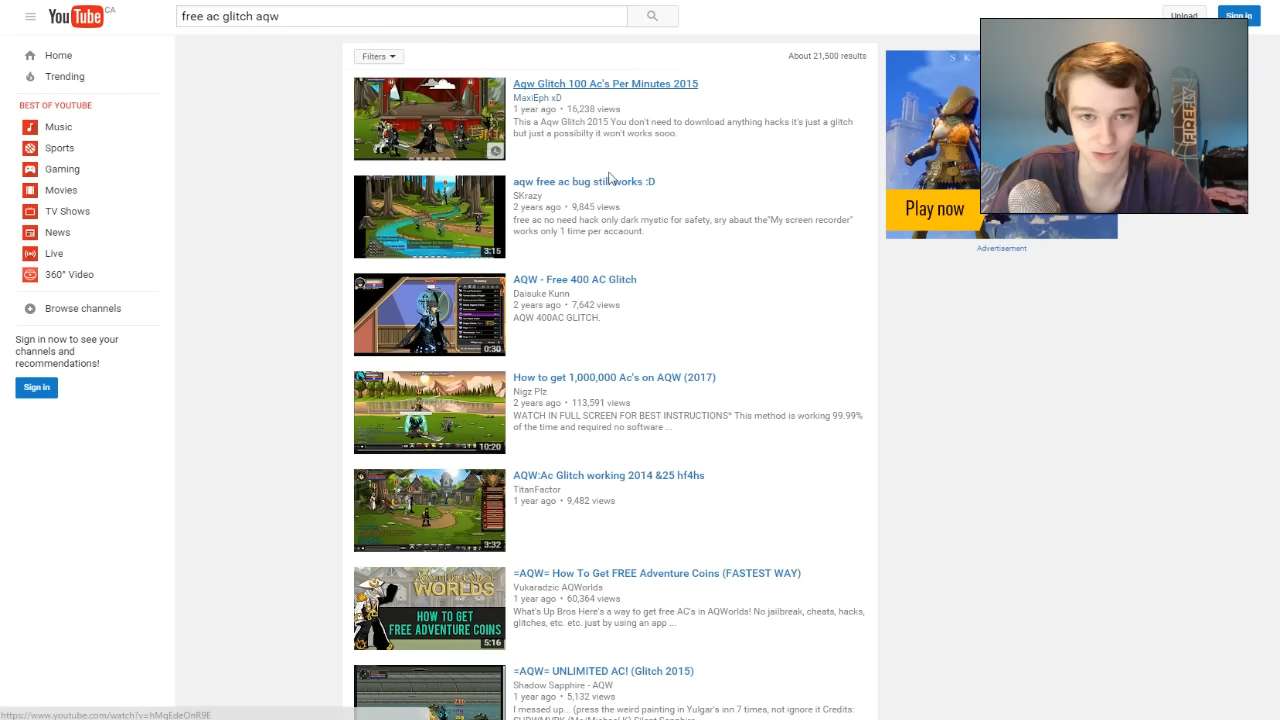 YouTube CA
free ac glitch aqw
Upload
Sign in
Home
Trending
BEST OF YOUTUBE
Music
Sports
Gaming
Movies
TV Shows
News
Live
360° Video
Browse channels
Sign in now to see your
channels and
recommendations!
Sign in
Filters
About 21,500 results
Aqw Glitch 100 Ac's Per Minutes 2015
MaxiEph xD
1 year ago • 16,238 views
This a Aqw Glitch 2015 You don't need to download anything hacks it's just a glitch
but just a possibilty it won't works sooo.
aqw free ac bug still works :D
SKrazy
2 years ago • 9,845 views
free ac no need hack only dark mystic for safety, sry abaut the"My screen recorder"
works only 1 time per accaount.
3:15
AQW - Free 400 AC Glitch
Daisuke Kunn
2 years ago • 7,642 views
AQW 400AC GLITCH.
0:30
How to get 1,000,000 Ac's on AQW (2017)
Nigz Plz
2 years ago • 113,591 views
WATCH IN FULL SCREEN FOR BEST INSTRUCTIONS* This method is working 99.99%
of the time and required no software ...
10:20
AQW:Ac Glitch working 2014 &25 hf4hs
TitanFactor
1 year ago • 9,482 views
3:32
=AQW= How To Get FREE Adventure Coins (FASTEST WAY)
Vukaradzic AQWorlds
1 year ago • 60,364 views
What's Up Bros Here's a way to get free AC's in AQWorlds! No jailbreak, cheats, hacks,
glitches, etc. etc. just by using an app ...
WORLDS
HOW TO GET
FREE ADVENTURE COINS
5:16
=AQW= UNLIMITED AC! (Glitch 2015)
Shadow Sapphire - AQW
1 year ago • 5,132 views
I messed up... (press the weird painting in Yulgar's inn 7 times, not ignore it Credits:
S K
Play now
Advertisement
https://www.youtube.com/watch?v=hMqEdeOnR9E